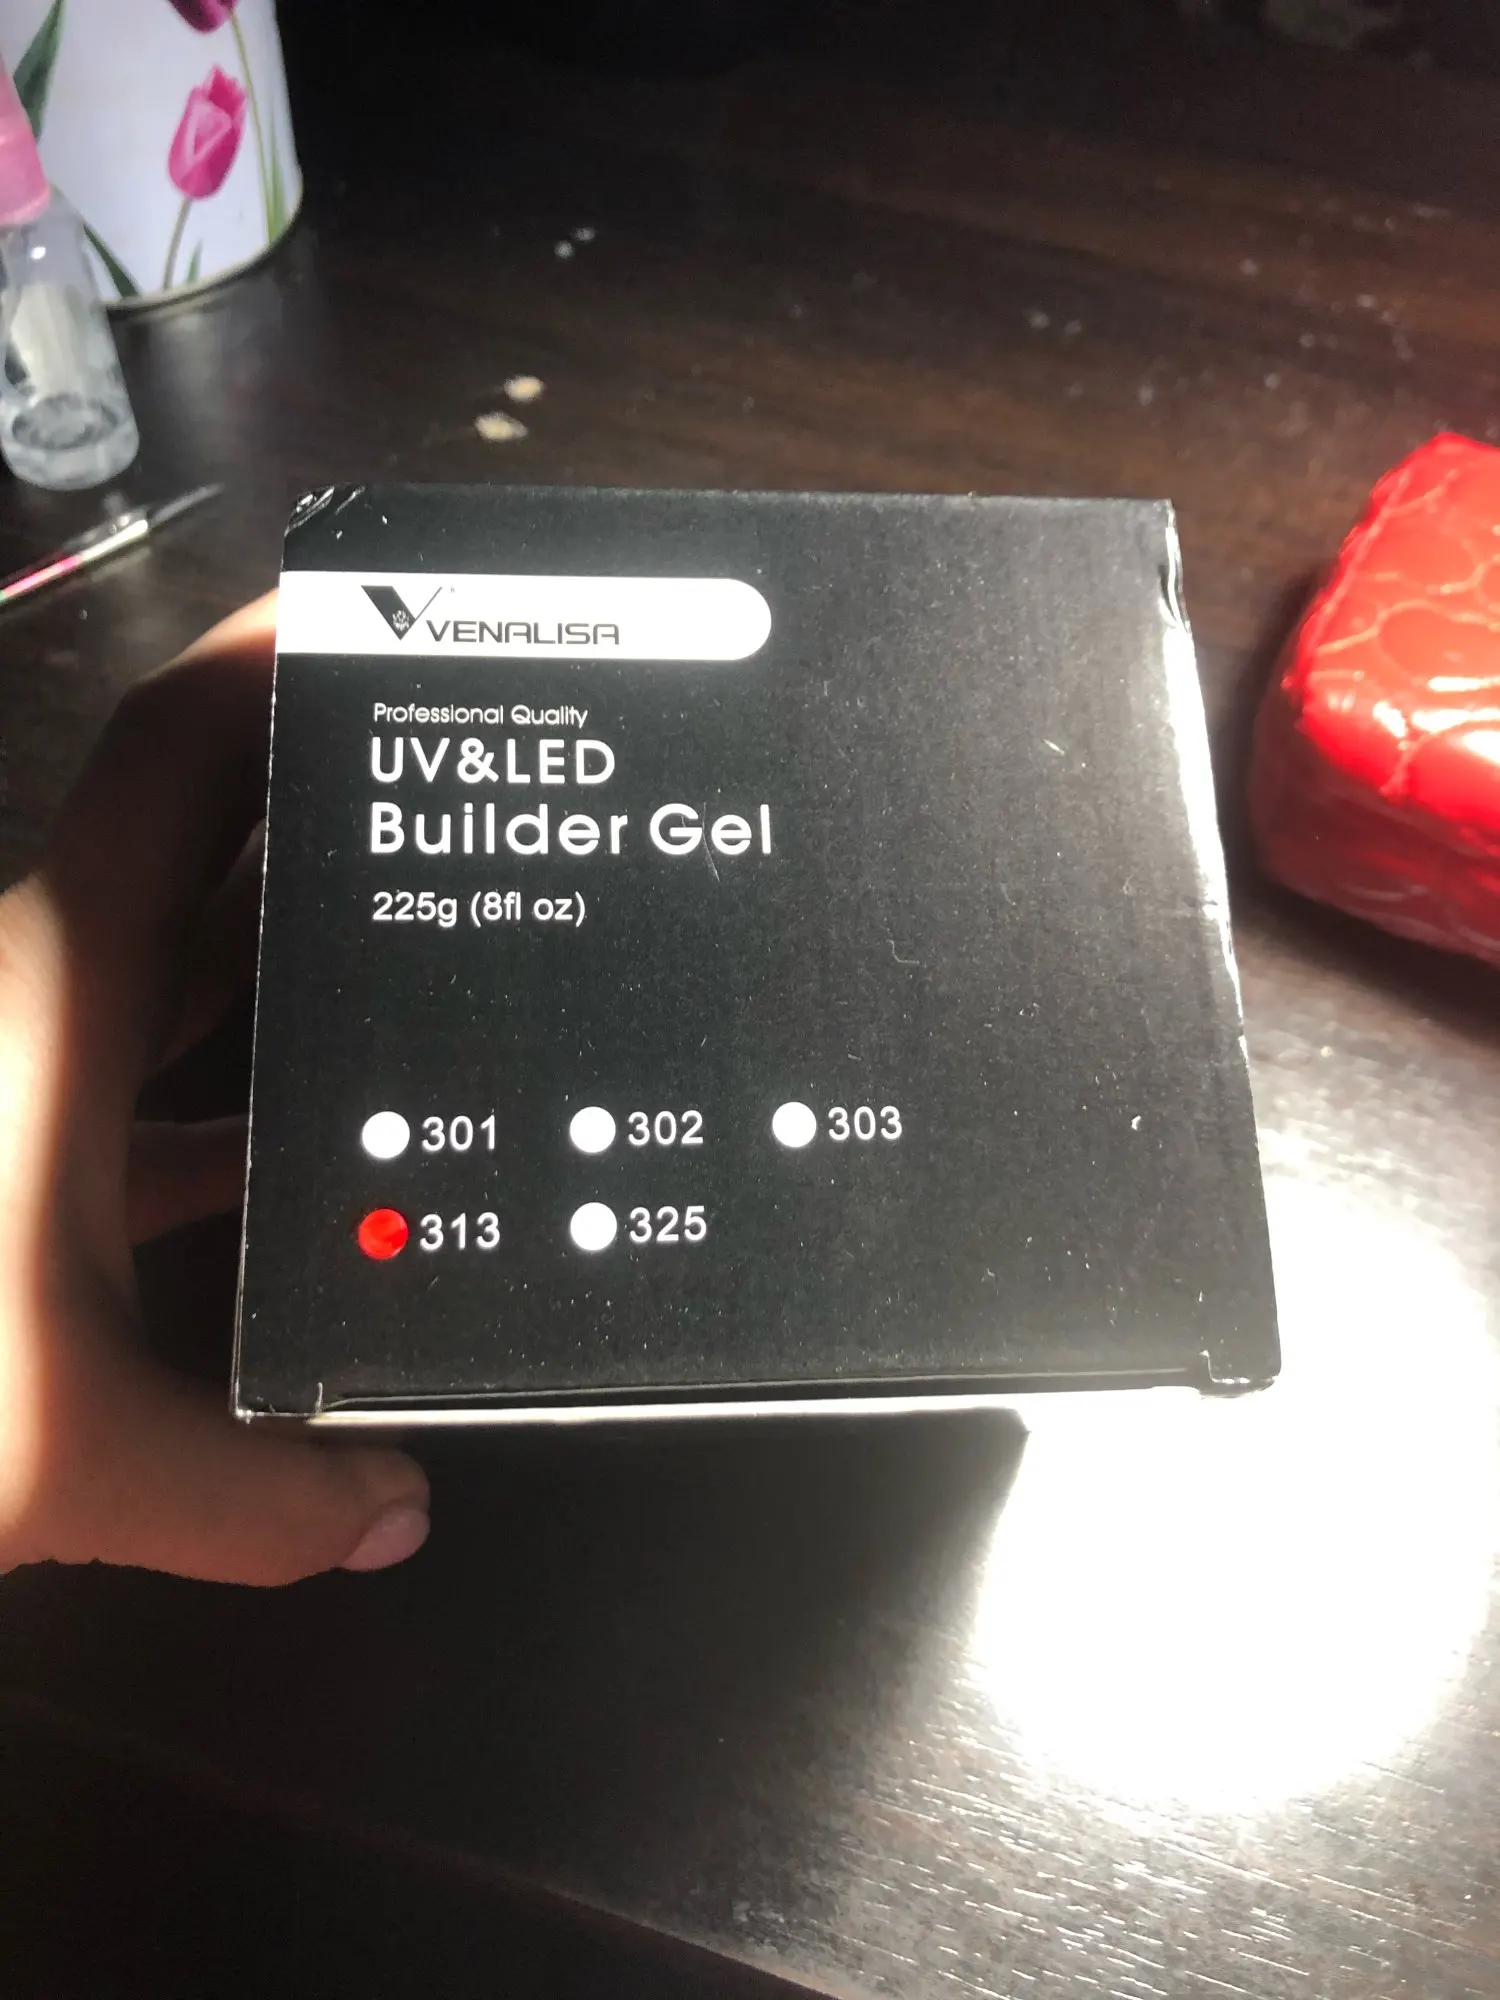 VENALISA
Professional Quality
UV&LED
Builder Gel
225g (8fl oz)
301 302 303
313 325